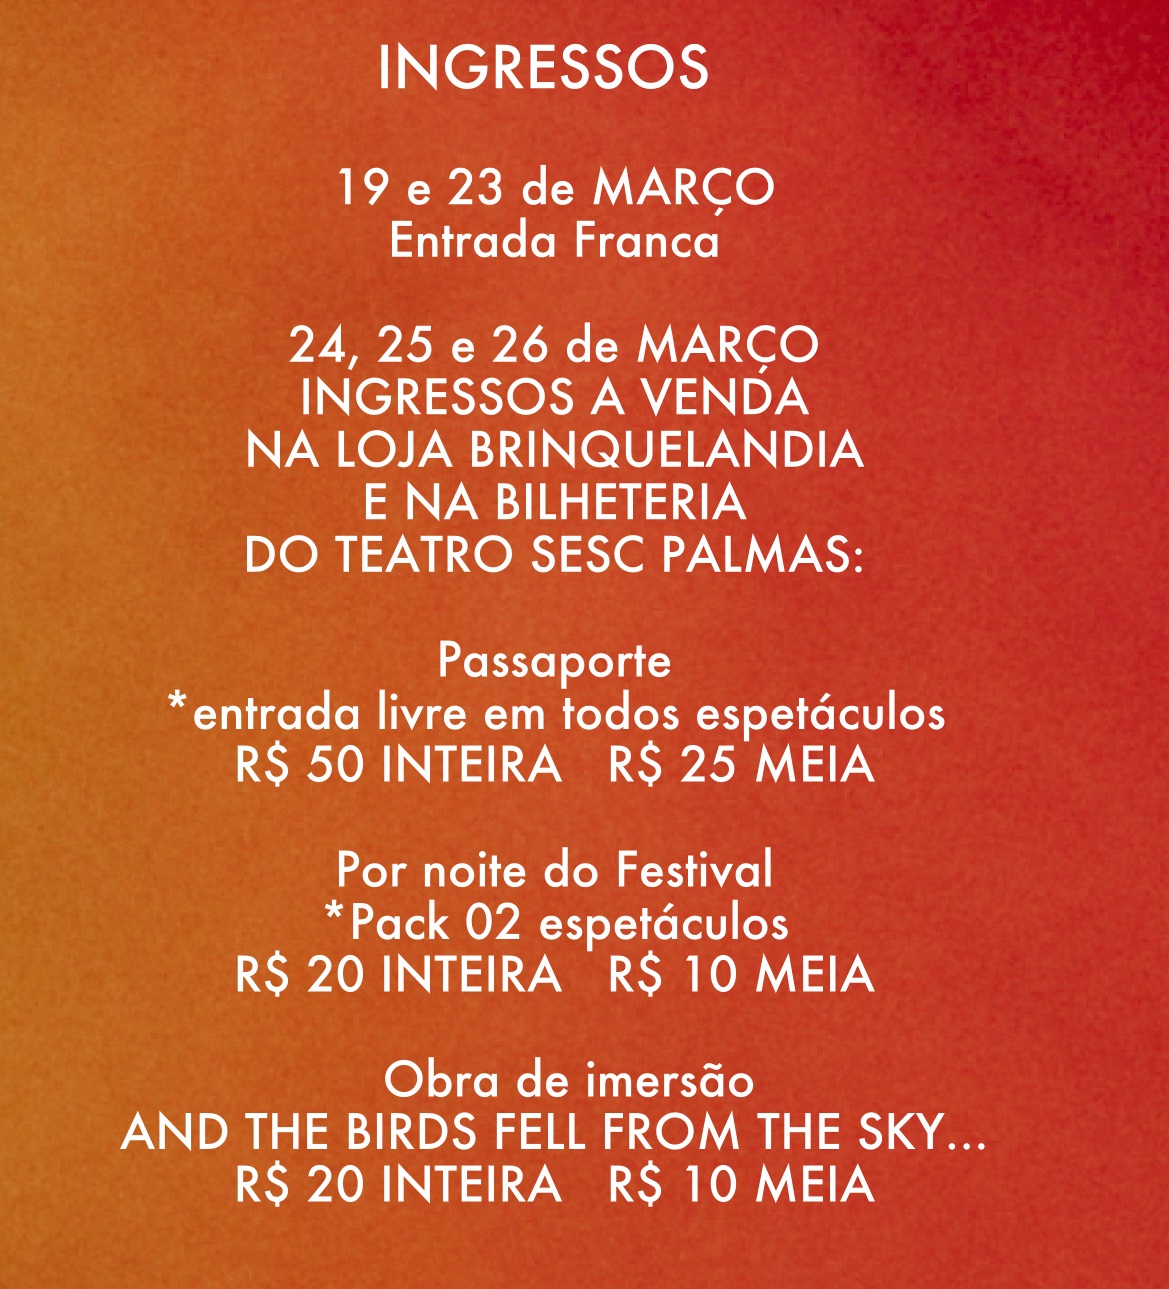 INGRESSOS
19 e 23 de MARÇO
Entrada Franca
24, 25 e 26 de MARÇO
INGRESSOS A VENDA
NA LOJA BRINQUELANDIA
E NA BILHETERIA
DO TEATRO SESC PALMAS:
Passaporte
*entrada livre em todos espetáculos
R$ 50 INTEIRA R$ 25 MEIA
Por noite do Festival
*Pack 02 espetáculos
R$ 20 INTEIRA R$ 10 MEIA
Obra de imersão
AND THE BIRDS FELL FROM THE SKY...
R$ 20 INTEIRA R$ 10 MEIA